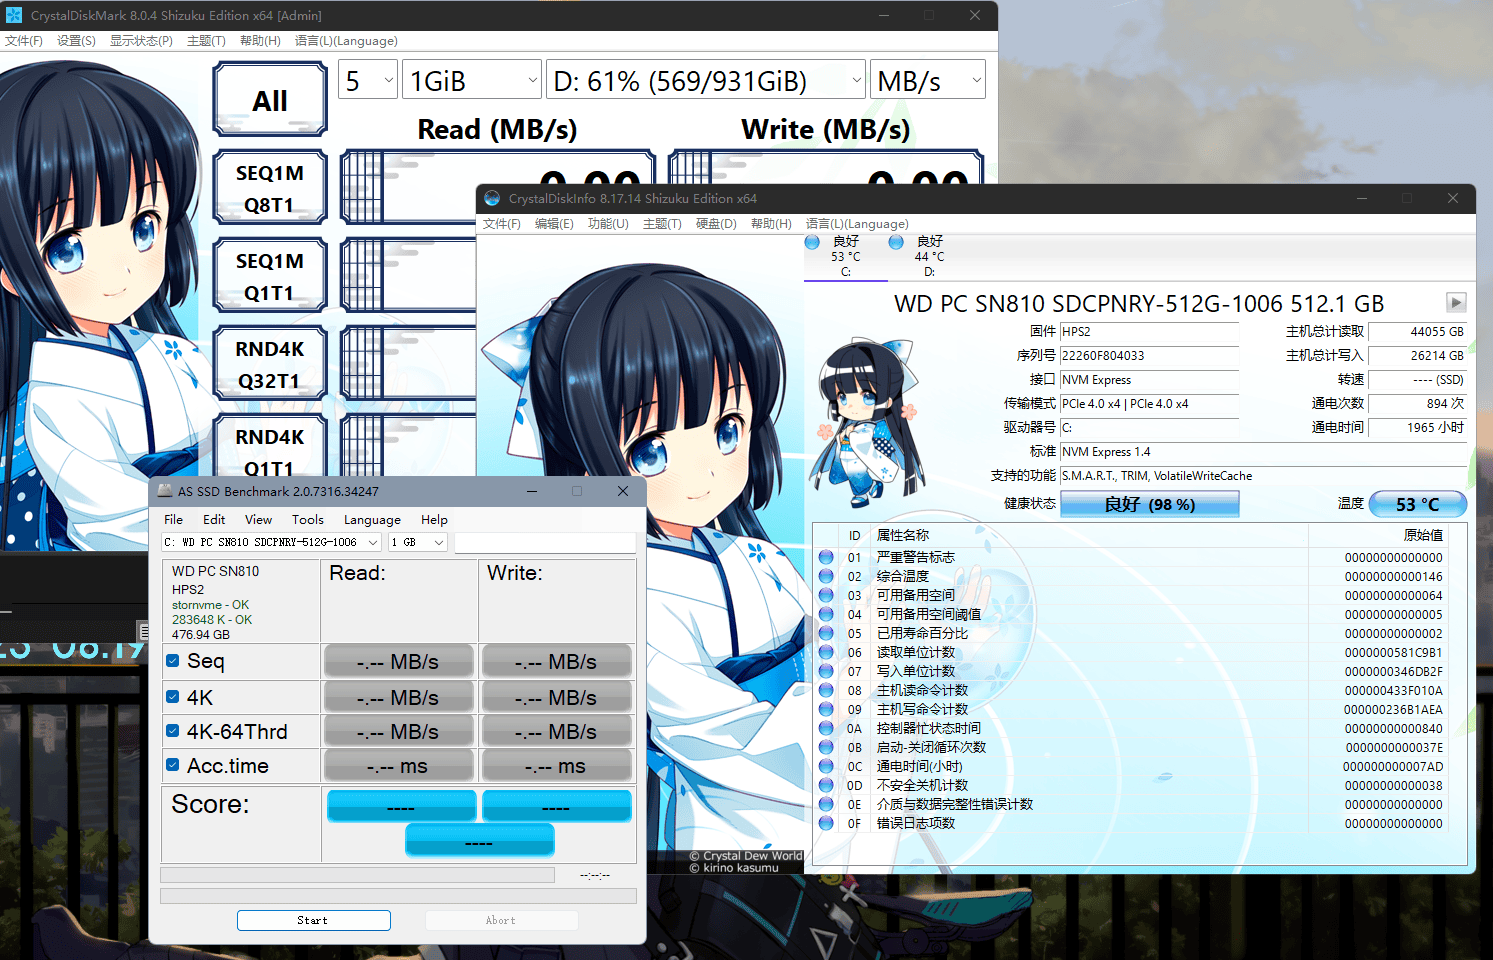 CrystalDiskMark 8.0.4 Shizuku Edition x64 [Admin]
文件(F) 设置(S) 显示状态(P) 主题(T) 帮助(H) 语言(L)(Language)
All
5
1GiB
D: 61% (569/931GiB)
MB/s
Read (MB/s)
Write (MB/s)
SEQ1M
Q8T1
0.00
0.00
SEQ1M
Q1T1
RND4K
Q32T1
RND4K
Q1T1
CrystalDiskInfo 8.17.14 Shizuku Edition x64
文件(F) 编辑(E) 功能(U) 主题(T) 硬盘(D) 帮助(H) 语言(L)(Language)
良好
53 °C
C:
良好
44 °C
D:
WD PC SN810 SDCPNRY-512G-1006 512.1 GB
固件 HPS2
主机总计读取 44055 GB
序列号 22260F804033
主机总计写入 26214 GB
接口 NVM Express
转速 ---- (SSD)
传输模式 PCIe 4.0 x4 | PCIe 4.0 x4
通电次数 894 次
驱动器号 C:
通电时间 1965 小时
标准 NVM Express 1.4
支持的功能 S.M.A.R.T., TRIM, VolatileWriteCache
健康状态 良好 (98 %)
温度 53 °C
ID 属性名称 原始值
01 严重警告标志 00000000000000
02 综合温度 00000000000146
03 可用备用空间 00000000000064
04 可用备用空间阈值 00000000000005
05 已用寿命百分比 00000000000002
06 读取单位计数 0000000581C9B1
07 写入单位计数 0000000346DB2F
08 主机读命令计数 000000433F010A
09 主机写命令计数 000000236B1AEA
0A 控制器忙状态时间 00000000000840
0B 启动-关闭循环次数 0000000000037E
0C 通电时间(小时) 000000000007AD
0D 不安全关机计数 00000000000038
0E 介质与数据完整性错误计数 00000000000000
0F 错误日志项数 00000000000000
© Crystal Dew World
© kirino kasumu
AS SSD Benchmark 2.0.7316.34247
File Edit View Tools Language Help
C: WD PC SN810 SDCPNRY-512G-1006
1 GB
WD PC SN810
HPS2
stornvme - OK
283648 K - OK
476.94 GB
Read:
Write:
Seq -.-- MB/s -.-- MB/s
4K -.-- MB/s -.-- MB/s
4K-64Thrd -.-- MB/s -.-- MB/s
Acc.time -.-- ms -.-- ms
Score: ---- ----
----
--:--:--
Start
Abort